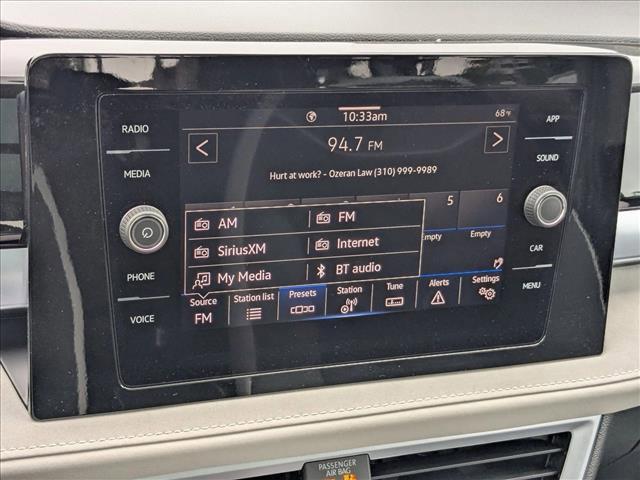 RADIO
MEDIA
PHONE
VOICE
APP
SOUND
CAR
MENU
10:33am
68°F
< 94.7 FM >
Hurt at work? - Ozeran Law (310) 999-9989
5 6
Empty Empty
AM FM
SiriusXM Internet
My Media BT audio
Source Station list Presets Station Tune Alerts Settings
FM
PASSENGER
AIR BAG